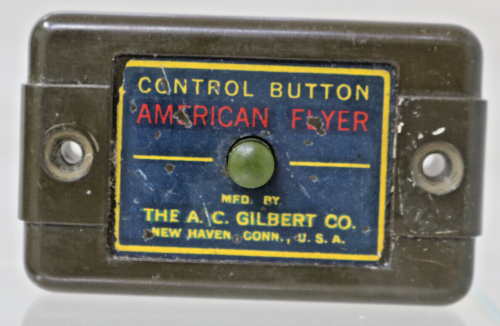 CONTROL BUTTON
AMERICAN FLYER
MFD. BY
THE A. C. GILBERT CO.
NEW HAVEN, CONN., U.S.A.